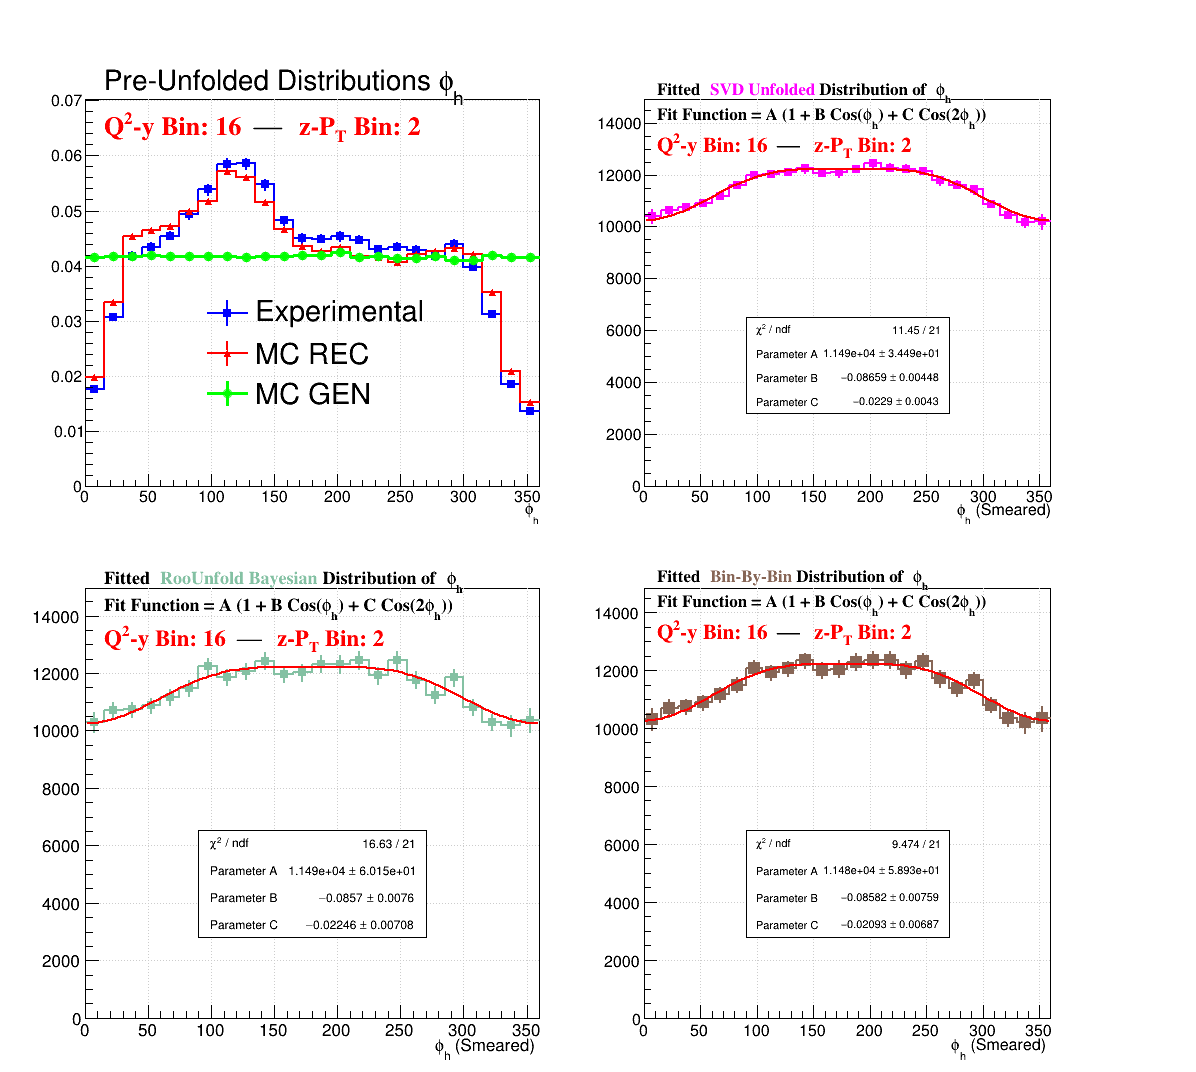 Pre-Unfolded Distributions ϕh
Q²-y Bin: 16 — z-PT Bin: 2
0.07
0.06
0.05
0.04
0.03
0.02
0.01
0
Experimental
MC REC
MC GEN
0 50 100 150 200 250 300 350
ϕh
Fitted SVD Unfolded Distribution of ϕh
Fit Function = A (1 + B Cos(ϕh) + C Cos(2ϕh))
Q²-y Bin: 16 — z-PT Bin: 2
14000
12000
10000
8000
6000
4000
2000
0
χ² / ndf 11.45 / 21
Parameter A 1.149e+04 ± 3.449e+01
Parameter B −0.08659 ± 0.00448
Parameter C −0.0229 ± 0.0043
0 50 100 150 200 250 300 350
ϕh (Smeared)
Fitted RooUnfold Bayesian Distribution of ϕh
Fit Function = A (1 + B Cos(ϕh) + C Cos(2ϕh))
Q²-y Bin: 16 — z-PT Bin: 2
14000
12000
10000
8000
6000
4000
2000
0
χ² / ndf 16.63 / 21
Parameter A 1.149e+04 ± 6.015e+01
Parameter B −0.0857 ± 0.0076
Parameter C −0.02246 ± 0.00708
0 50 100 150 200 250 300 350
ϕh (Smeared)
Fitted Bin-By-Bin Distribution of ϕh
Fit Function = A (1 + B Cos(ϕh) + C Cos(2ϕh))
Q²-y Bin: 16 — z-PT Bin: 2
14000
12000
10000
8000
6000
4000
2000
0
χ² / ndf 9.474 / 21
Parameter A 1.148e+04 ± 5.893e+01
Parameter B −0.08582 ± 0.00759
Parameter C −0.02093 ± 0.00687
0 50 100 150 200 250 300 350
ϕh (Smeared)